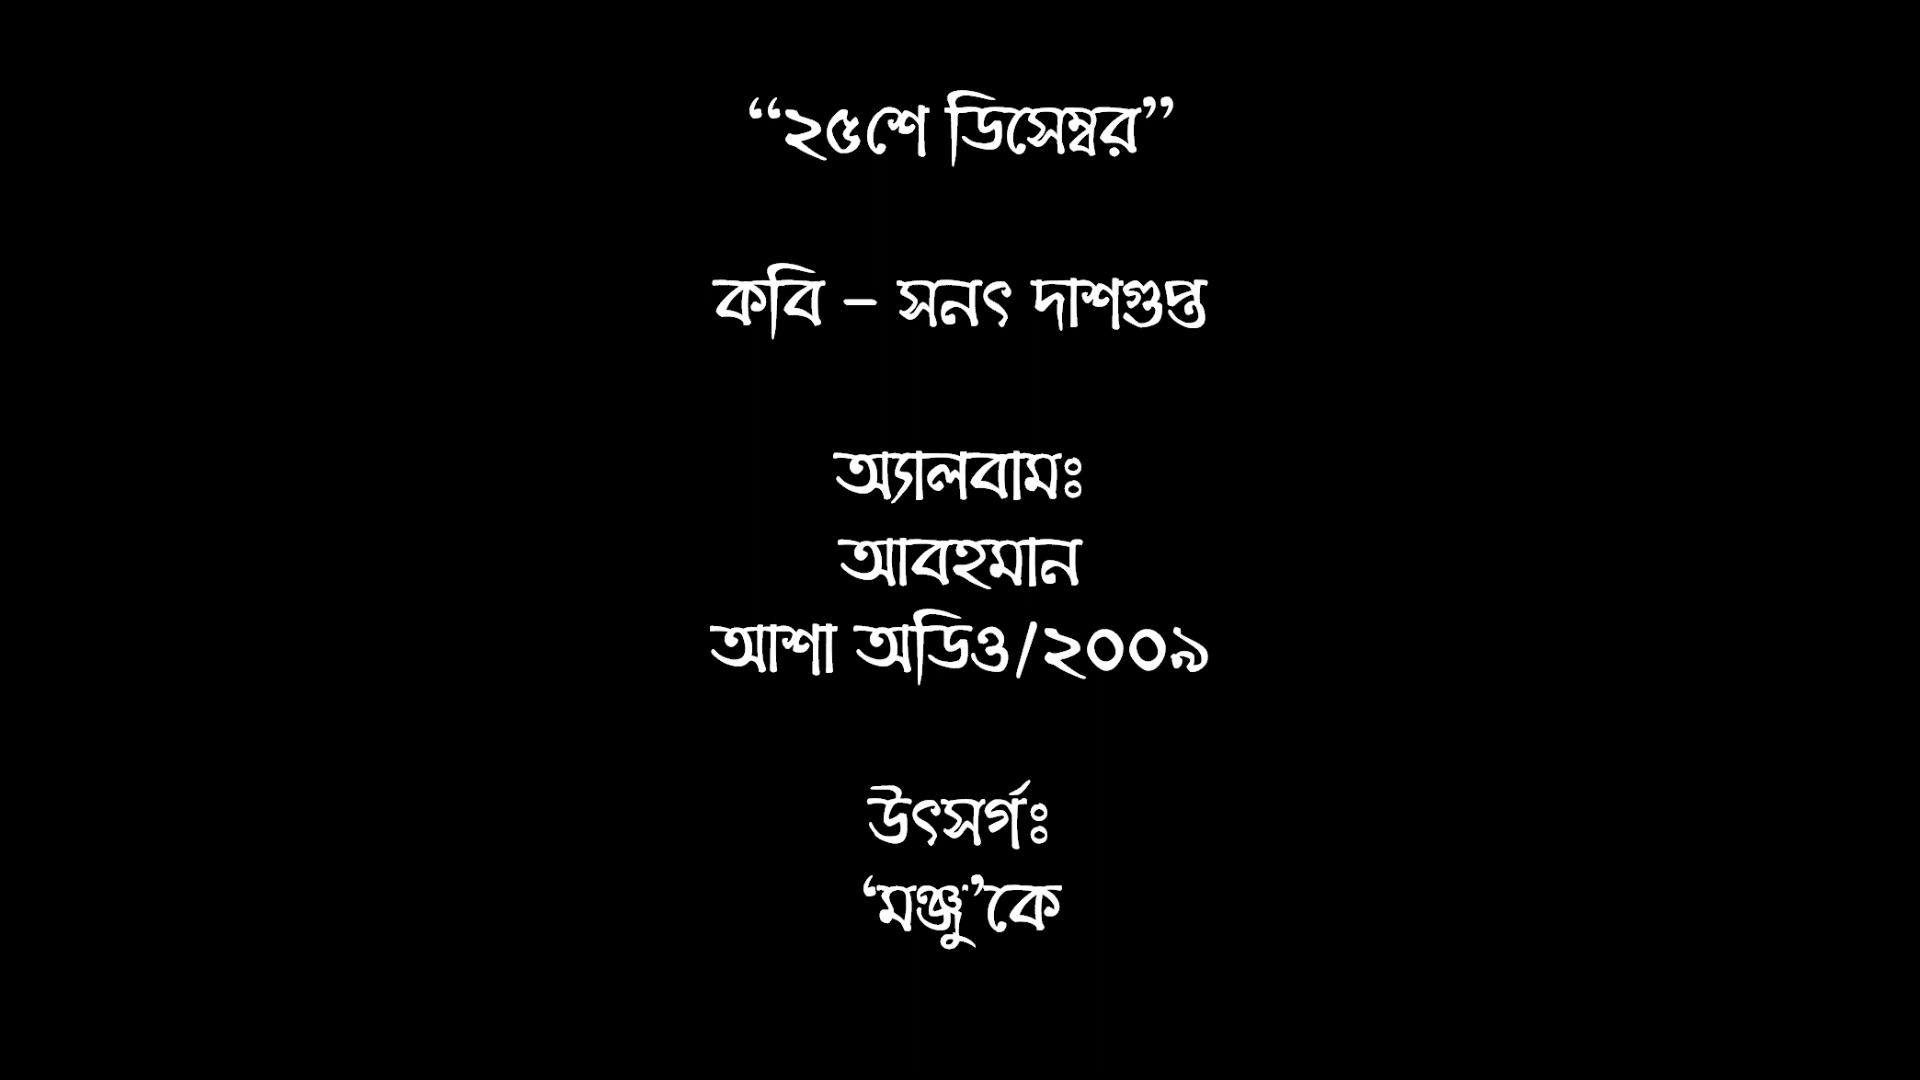 “২৫শে ডিসেম্বর”
কবি – সনৎ দাশগুপ্ত
অ্যালবামঃ
আবহমান
আশা অডিও/২০০৯
উৎসর্গঃ
‘মঞ্জু’কে